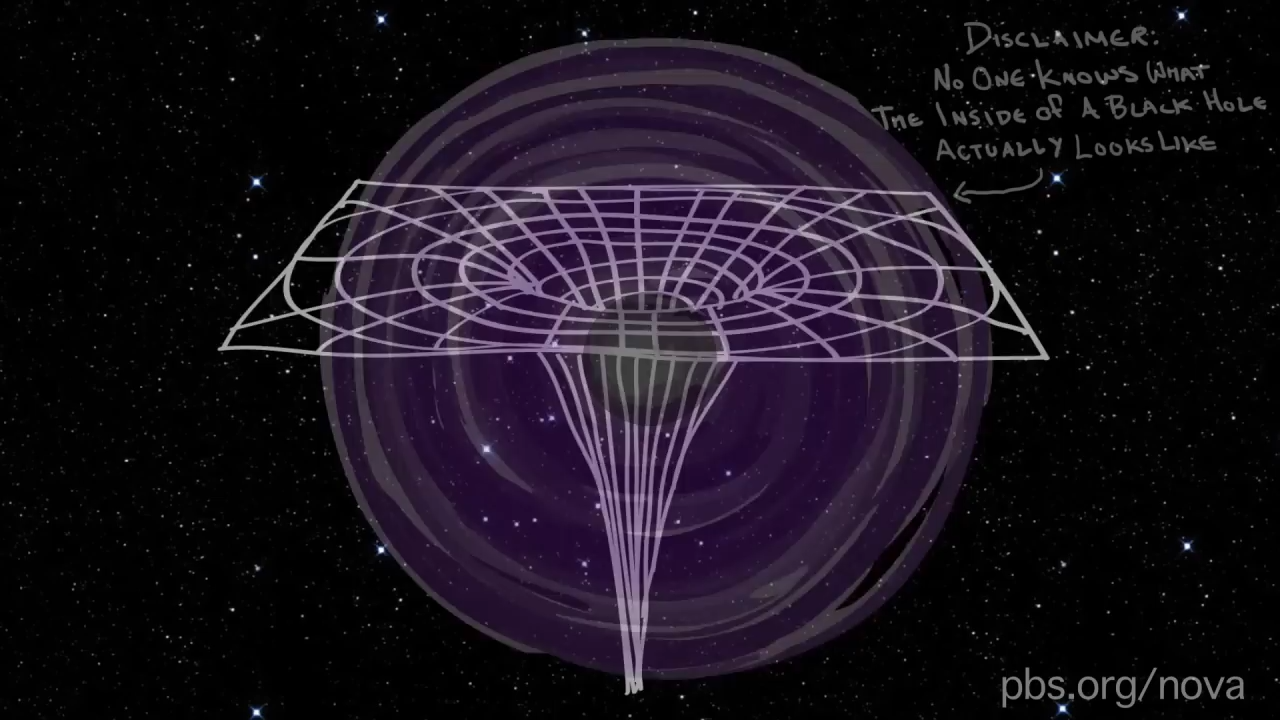 DISCLAIMER:
NO ONE KNOWS WHAT
THE INSIDE OF A BLACK HOLE
ACTUALLY LOOKS LIKE
pbs.org/nova